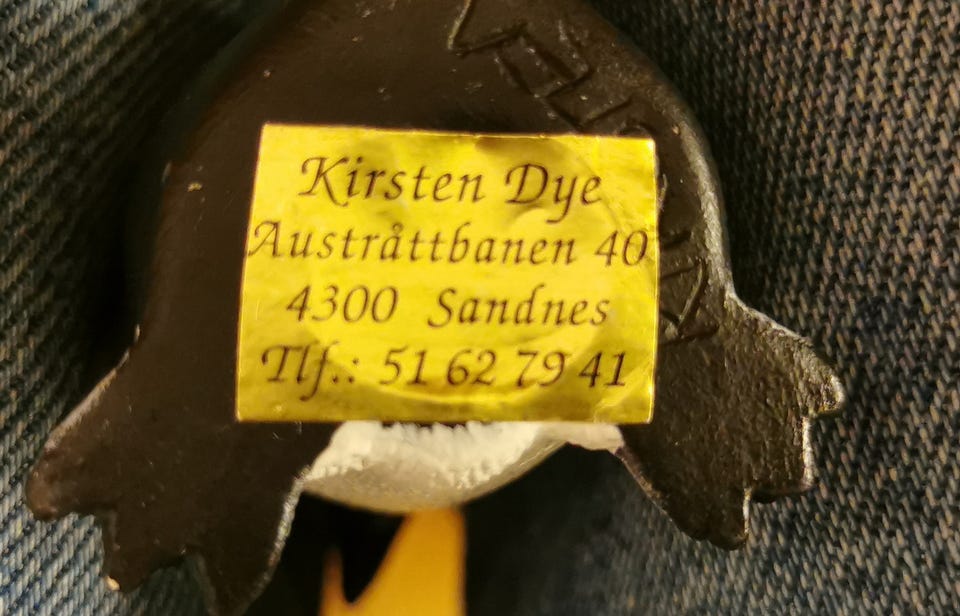 Kirsten Dye
Austråttbanen 40
4300 Sandnes
Tlf.: 51 62 79 41